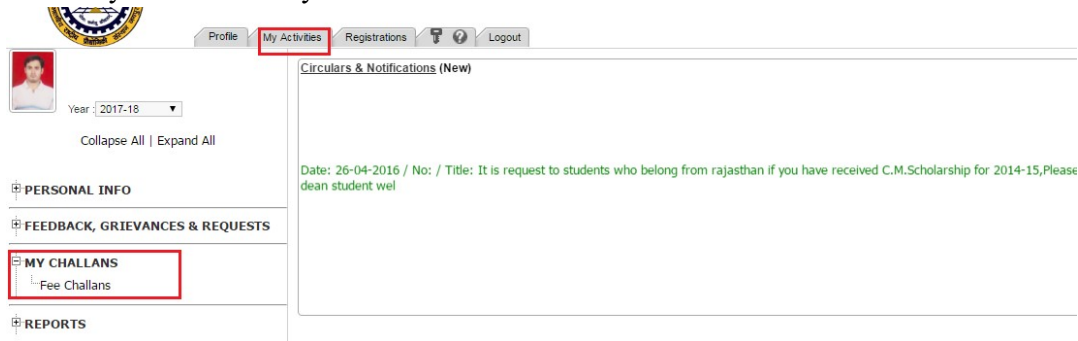 Profile My Activities Registrations Logout
Circulars & Notifications (New)
Year : 2017-18
Collapse All | Expand All
Date: 26-04-2016 / No: / Title: It is request to students who belong from rajasthan if you have received C.M.Scholarship for 2014-15,Please
dean student wel
PERSONAL INFO
FEEDBACK, GRIEVANCES & REQUESTS
MY CHALLANS
Fee Challans
REPORTS